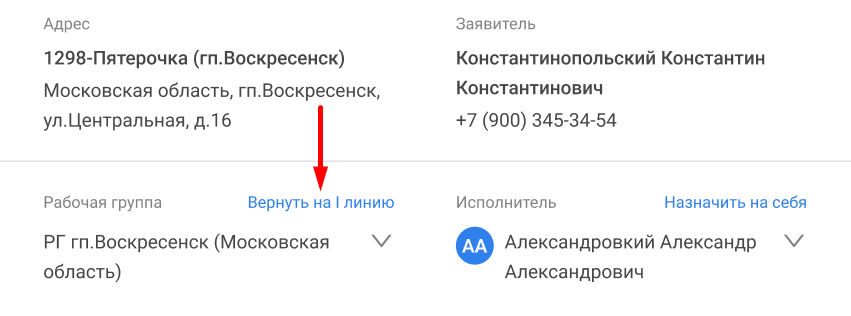 Адрес
1298-Пятерочка (гп.Воскресенск)
Московская область, гп.Воскресенск,
ул.Центральная, д.16
Заявитель
Константинопольский Константин
Константинович
+7 (900) 345-34-54
Рабочая группа
Вернуть на I линию
РГ гп.Воскресенск (Московская
область)
Исполнитель
Назначить на себя
АА
Александровкий Александр
Александрович